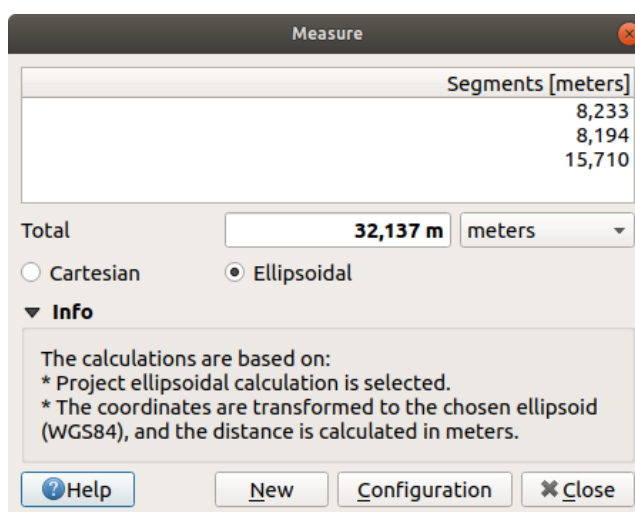 Measure
Segments [meters]
8,233
8,194
15,710
Total 32,137 m meters
Cartesian Ellipsoidal
Info
The calculations are based on:
* Project ellipsoidal calculation is selected.
* The coordinates are transformed to the chosen ellipsoid
(WGS84), and the distance is calculated in meters.
Help New Configuration Close